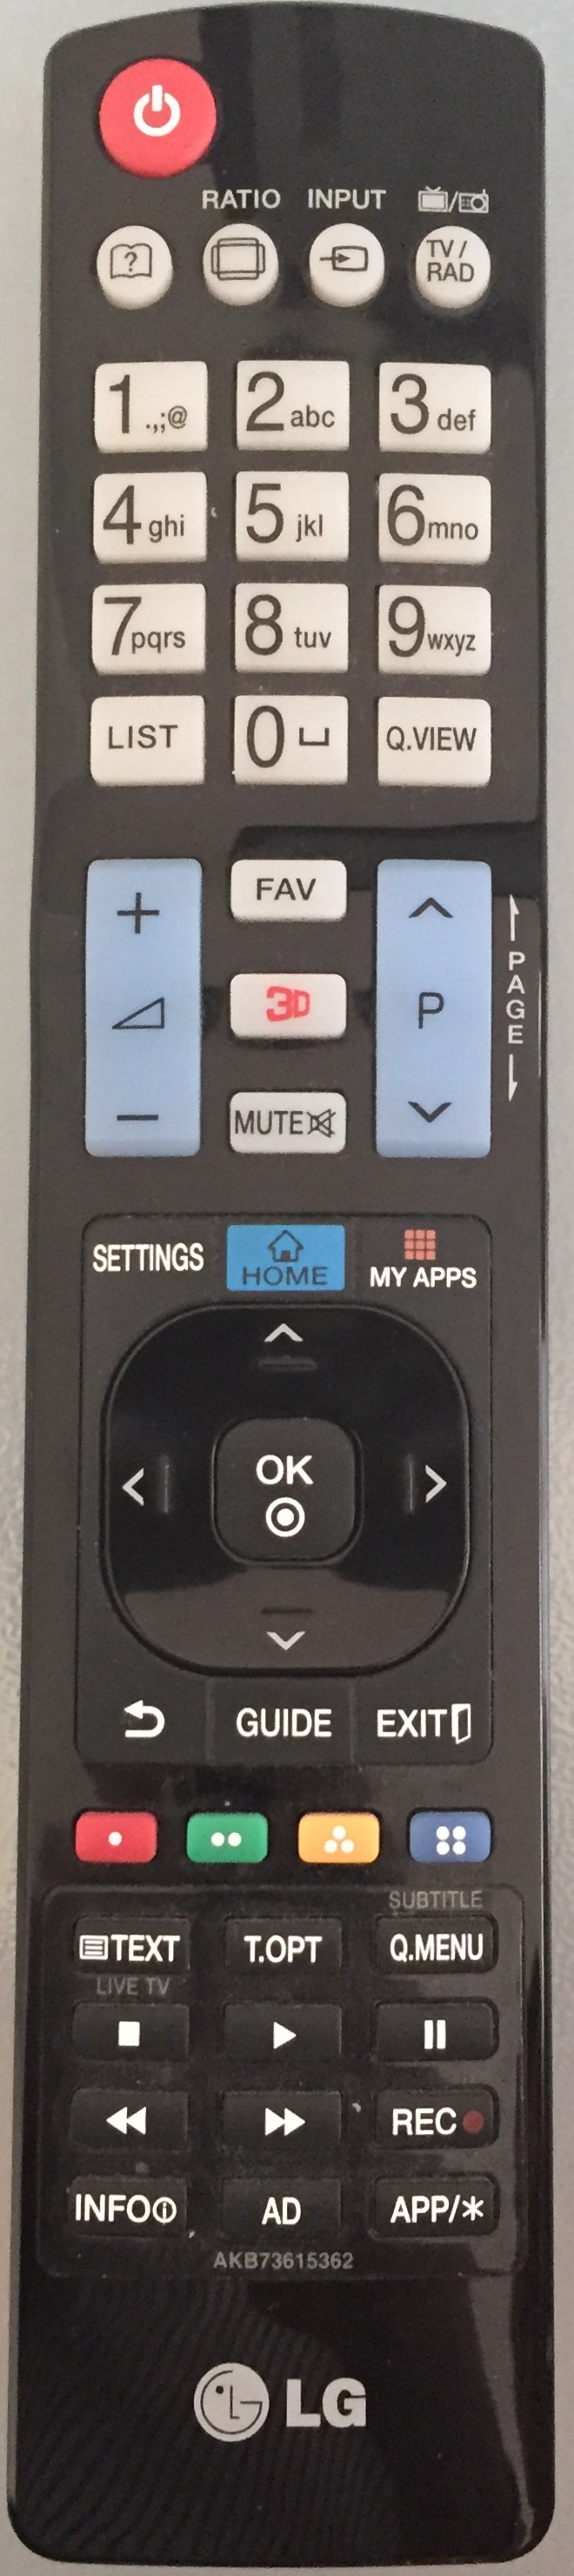 RATIO INPUT
?
TV/
RAD
1.,;@ 2abc 3def
4ghi 5jkl 6mno
7pqrs 8tuv 9wxyz
LIST 0 Q.VIEW
+ FAV
P
PAGE
3D
− MUTE
SETTINGS HOME MY APPS
OK
GUIDE EXIT
SUBTITLE
TEXT T.OPT Q.MENU
LIVE TV
REC
INFO AD APP/*
AKB73615362
LG